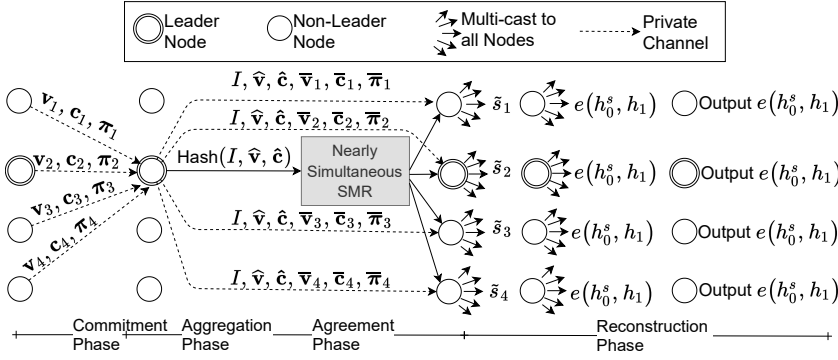 Leader Node
Non-Leader Node
Multi-cast to all Nodes
Private Channel
v₁, c₁, π₁
v₂, c₂, π₂
v₃, c₃, π₃
v₄, c₄, π₄
I, v̂, ĉ, v̅₁, c̅₁, π̅₁
I, v̂, ĉ, v̅₂, c̅₂, π̅₂
Hash(I, v̂, ĉ)
Nearly
Simultaneous
SMR
I, v̂, ĉ, v̅₃, c̅₃, π̅₃
I, v̂, ĉ, v̅₄, c̅₄, π̅₄
s̃₁ e(h₀ˢ, h₁) Output e(h₀ˢ, h₁)
s̃₂ e(h₀ˢ, h₁) Output e(h₀ˢ, h₁)
s̃₃ e(h₀ˢ, h₁) Output e(h₀ˢ, h₁)
s̃₄ e(h₀ˢ, h₁) Output e(h₀ˢ, h₁)
Commitment Phase
Aggregation Phase
Agreement Phase
Reconstruction Phase